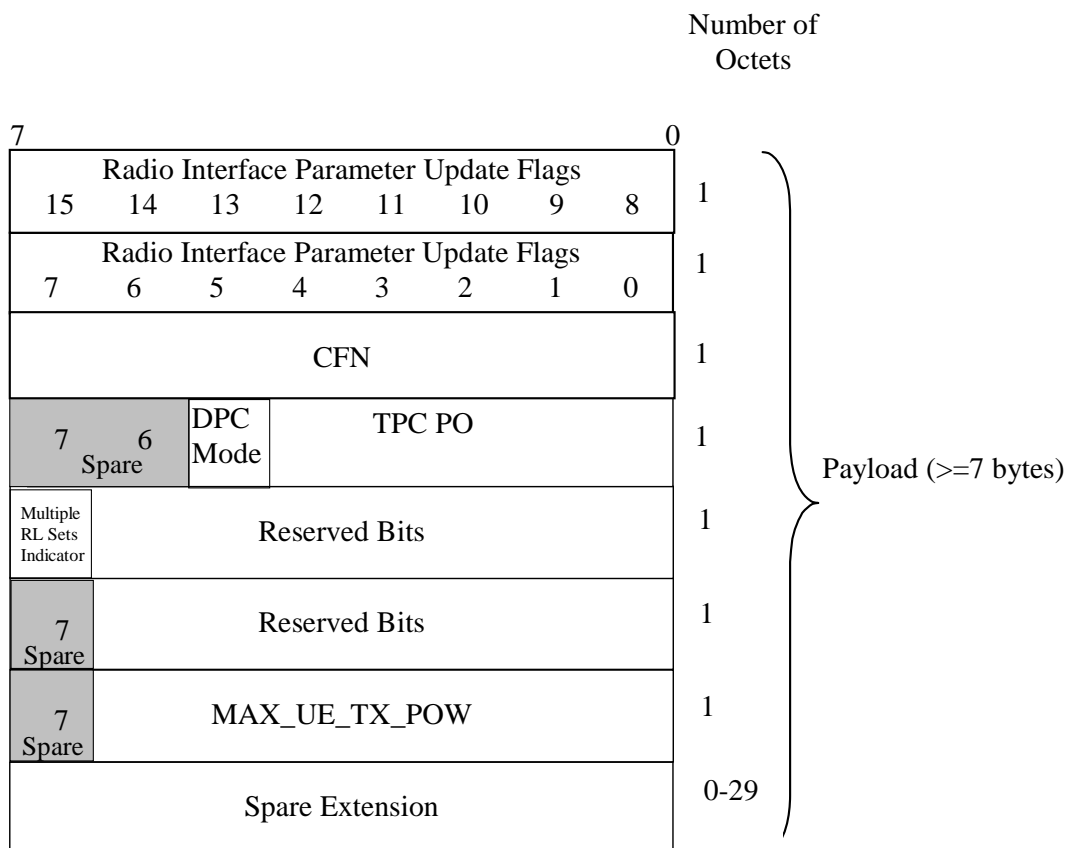 Number of
Octets
7 0
Radio Interface Parameter Update Flags
15 14 13 12 11 10 9 8
1
Radio Interface Parameter Update Flags
7 6 5 4 3 2 1 0
1
CFN
1
7 6
Spare
DPC
Mode
TPC PO
1
Payload (>=7 bytes)
Multiple
RL Sets
Indicator
Reserved Bits
1
7
Spare
Reserved Bits
1
7
Spare
MAX_UE_TX_POW
1
Spare Extension
0-29